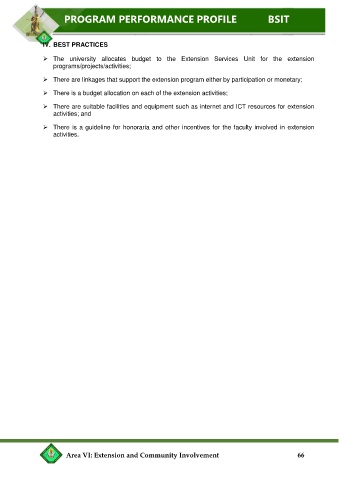 PROGRAM PERFORMANCE PROFILE BSIT
IV. BEST PRACTICES
➢ The university allocates budget to the Extension Services Unit for the extension
programs/projects/activities;
➢ There are linkages that support the extension program either by participation or monetary;
➢ There is a budget allocation on each of the extension activities;
➢ There are suitable facilities and equipment such as internet and ICT resources for extension
activities; and
➢ There is a guideline for honoraria and other incentives for the faculty involved in extension
activities.
Area VI: Extension and Community Involvement 66